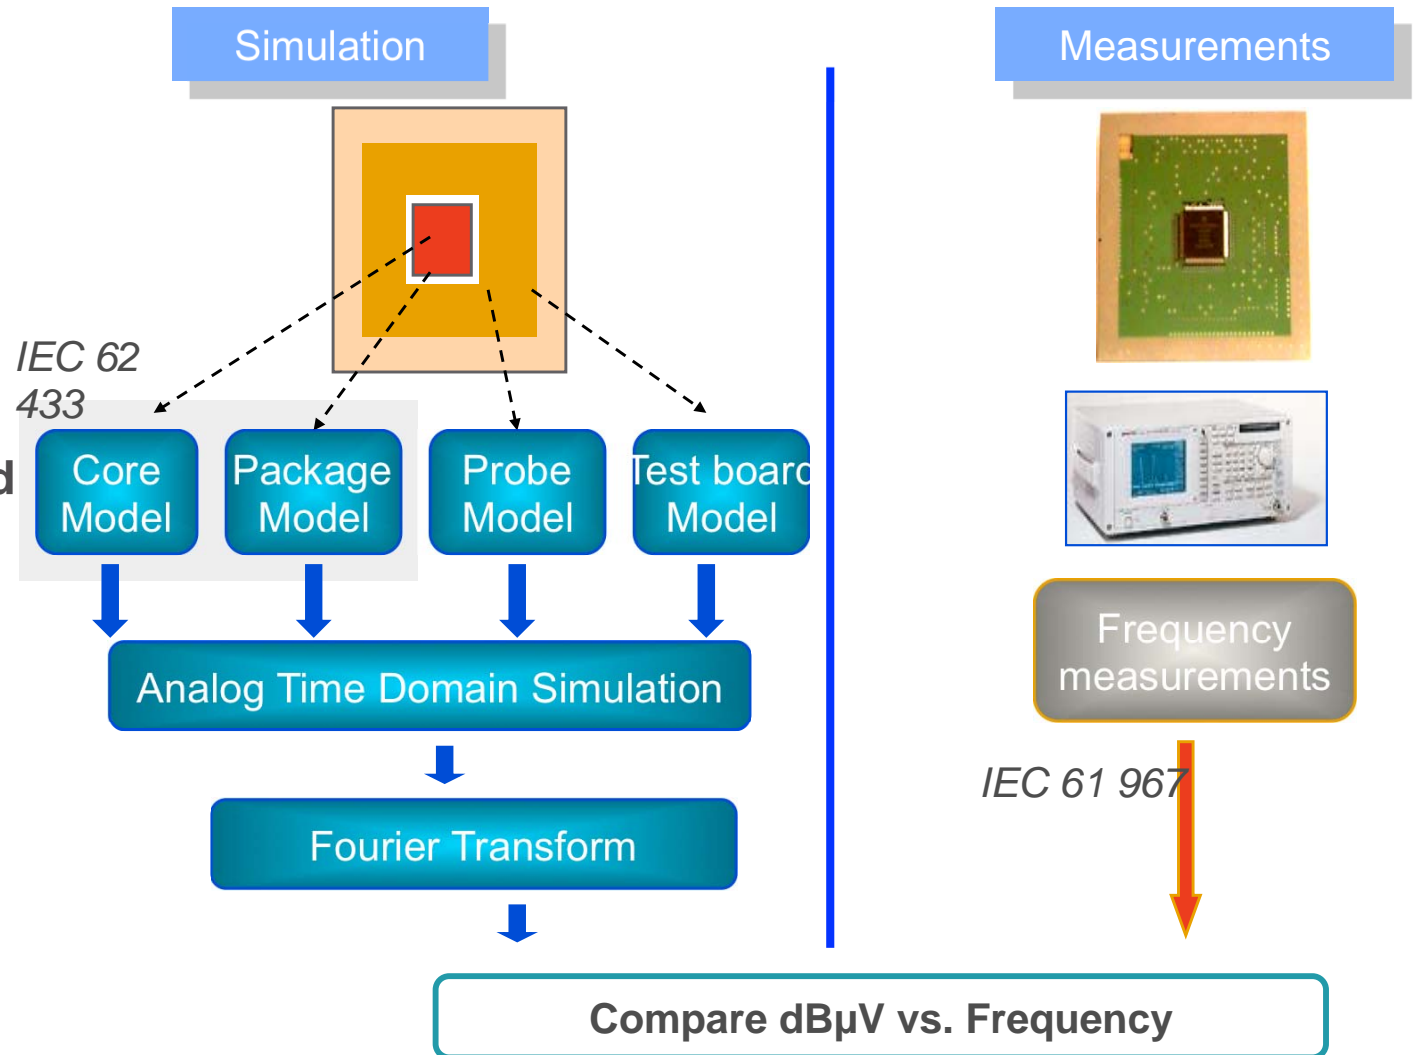 Simulation
Measurements
IEC 62
433
d
Core
Model
Package
Model
Probe
Model
Test board
Model
Analog Time Domain Simulation
Fourier Transform
Frequency
measurements
IEC 61 967
Compare dBµV vs. Frequency